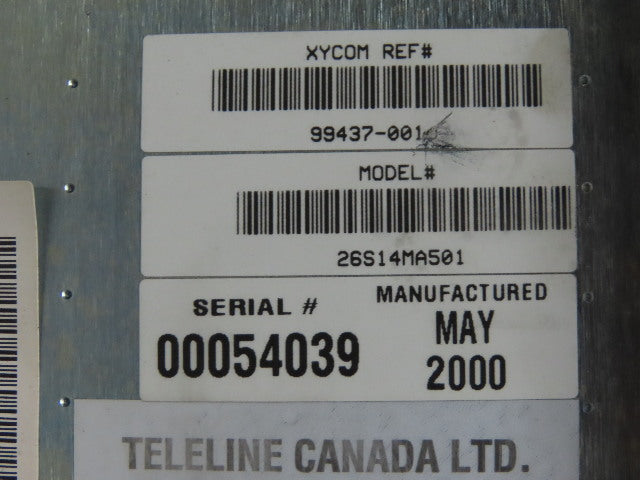 XYCOM REF#
99437-001
MODEL#
26S14MA501
SERIAL #
00054039
MANUFACTURED
MAY
2000
TELELINE CANADA LTD.